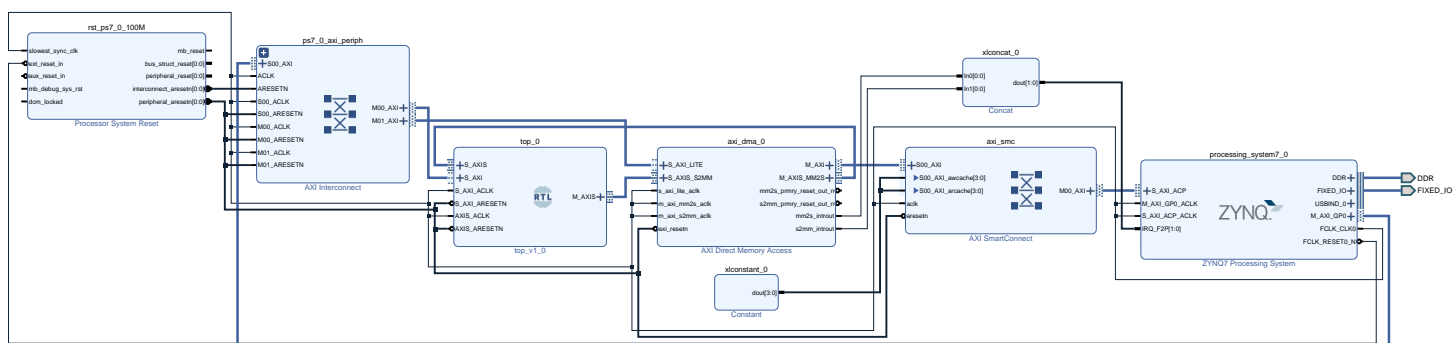 rst_ps7_0_100M
slowest_sync_clk
ext_reset_in
aux_reset_in
mb_debug_sys_rst
dcm_locked
mb_reset
bus_struct_reset[0:0]
peripheral_reset[0:0]
interconnect_aresetn[0:0]
peripheral_aresetn[0:0]
Processor System Reset
ps7_0_axi_periph
S00_AXI
ACLK
ARESETN
S00_ACLK
S00_ARESETN
M00_ACLK
M00_ARESETN
M01_ACLK
M01_ARESETN
M00_AXI
M01_AXI
AXI Interconnect
top_0
S_AXIS
S_AXI
S_AXI_ACLK
S_AXI_ARESETN
AXIS_ACLK
AXIS_ARESETN
RTL
M_AXIS
top_v1_0
axi_dma_0
S_AXI_LITE
S_AXIS_S2MM
s_axi_lite_aclk
m_axi_mm2s_aclk
m_axi_s2mm_aclk
axi_resetn
M_AXI
M_AXIS_MM2S
mm2s_prmry_reset_out_n
s2mm_prmry_reset_out_n
mm2s_introut
s2mm_introut
AXI Direct Memory Access
xlconstant_0
dout[3:0]
Constant
xlconcat_0
In0[0:0]
In1[0:0]
dout[1:0]
Concat
axi_smc
S00_AXI
S00_AXI_awcache[3:0]
S00_AXI_arcache[3:0]
aclk
aresetn
M00_AXI
AXI SmartConnect
processing_system7_0
S_AXI_ACP
M_AXI_GP0_ACLK
S_AXI_ACP_ACLK
IRQ_F2P[1:0]
ZYNQ
DDR
FIXED_IO
USBIND_0
M_AXI_GP0
FCLK_CLK0
FCLK_RESET0_N
ZYNQ7 Processing System
DDR
FIXED_IO